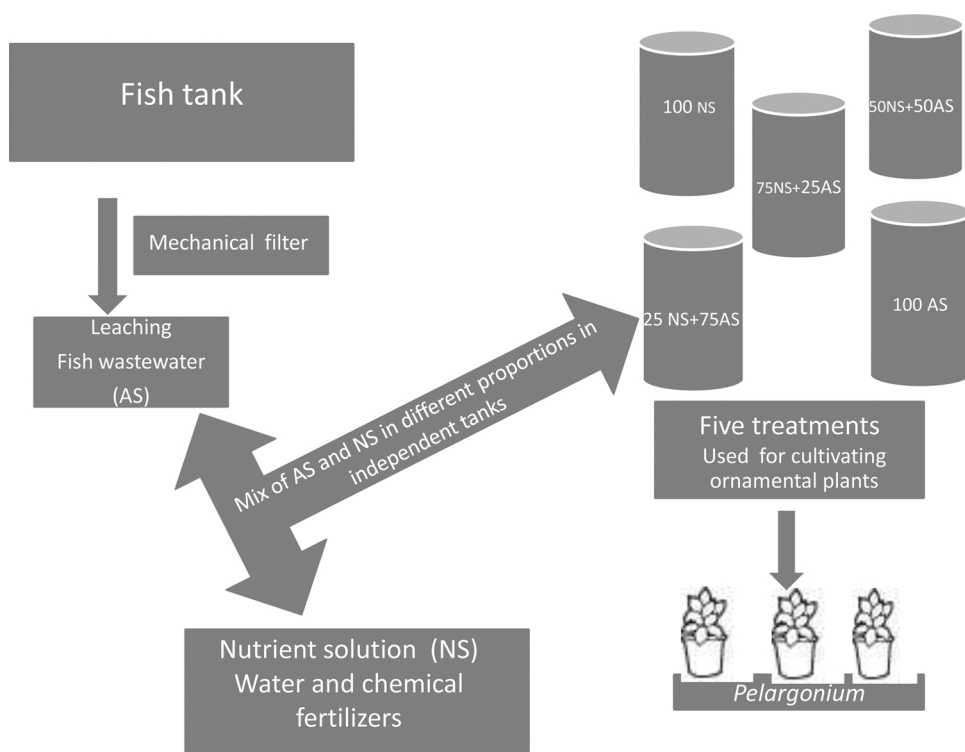 Fish tank
Mechanical filter
Leaching
Fish wastewater
(AS)
Mix of AS and NS in different proportions in
independent tanks
Nutrient solution (NS)
Water and chemical
fertilizers
100 NS
50NS+50AS
75NS+25AS
25 NS+75AS
100 AS
Five treatments
Used for cultivating
ornamental plants
Pelargonium